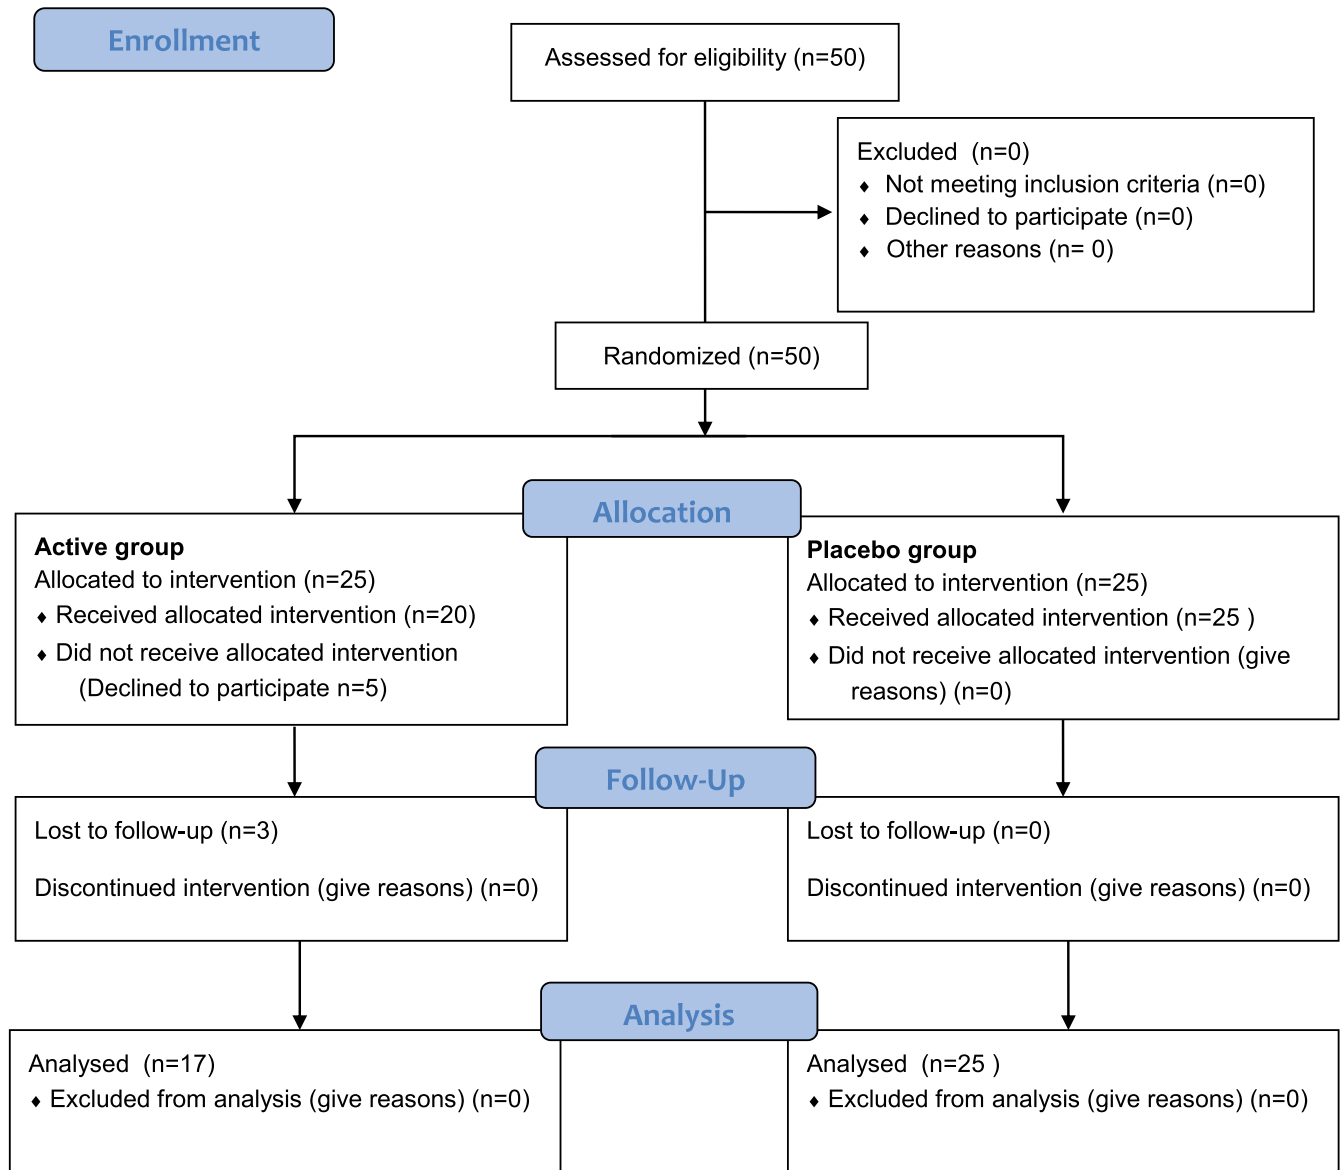 Enrollment
Assessed for eligibility (n=50)
Excluded  (n=0)
♦ Not meeting inclusion criteria (n=0)
♦ Declined to participate (n=0)
♦ Other reasons (n= 0)
Randomized (n=50)
Allocation
Active group
Allocated to intervention (n=25)
♦ Received allocated intervention (n=20)
♦ Did not receive allocated intervention
(Declined to participate n=5)
Placebo group
Allocated to intervention (n=25)
♦ Received allocated intervention (n=25 )
♦ Did not receive allocated intervention (give
reasons) (n=0)
Follow-Up
Lost to follow-up (n=3)
Discontinued intervention (give reasons) (n=0)
Lost to follow-up (n=0)
Discontinued intervention (give reasons) (n=0)
Analysis
Analysed  (n=17)
♦ Excluded from analysis (give reasons) (n=0)
Analysed  (n=25 )
♦ Excluded from analysis (give reasons) (n=0)